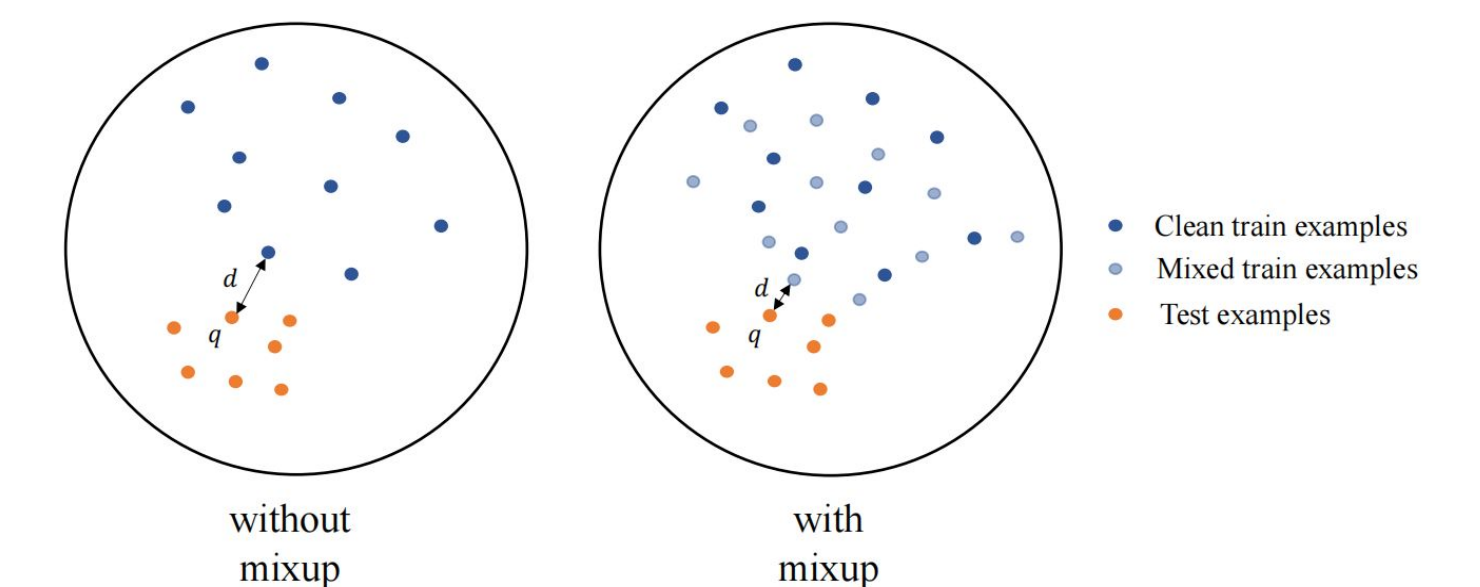 d
q
without
mixup
d
q
with
mixup
Clean train examples
Mixed train examples
Test examples